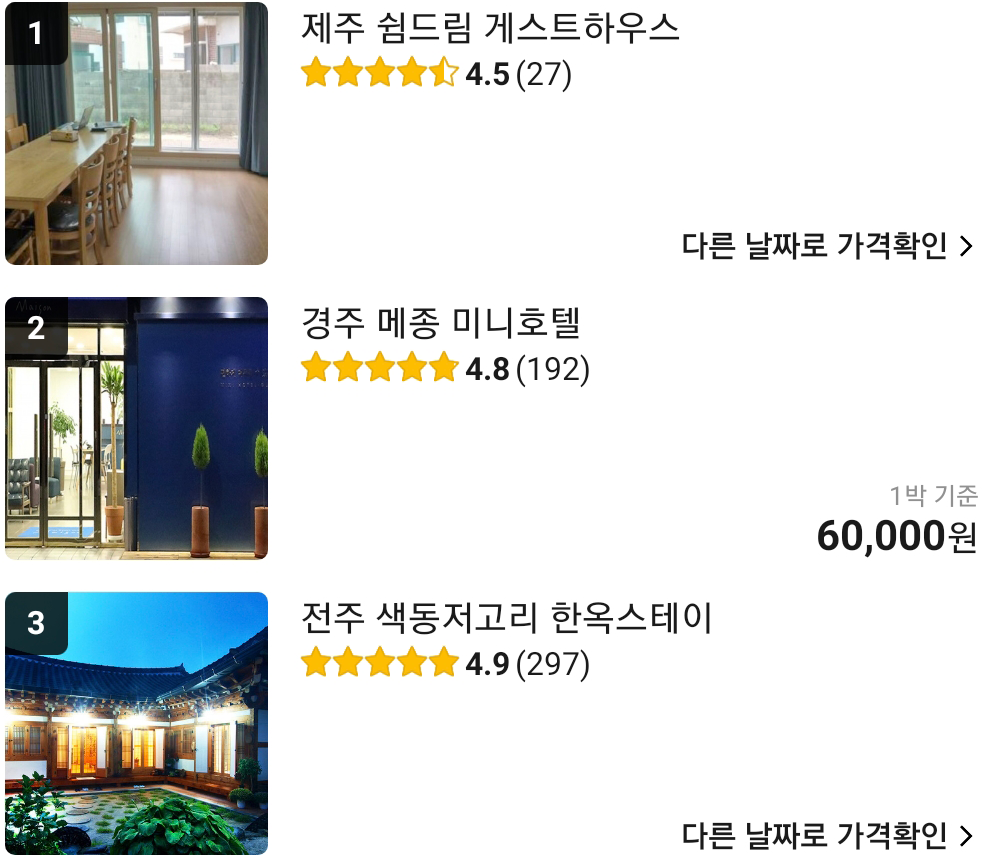 1
제주 쉼드림 게스트하우스
4.5 (27)
다른 날짜로 가격확인 >
2
경주 메종 미니호텔
4.8 (192)
1박 기준
60,000원
3
전주 색동저고리 한옥스테이
4.9 (297)
다른 날짜로 가격확인 >